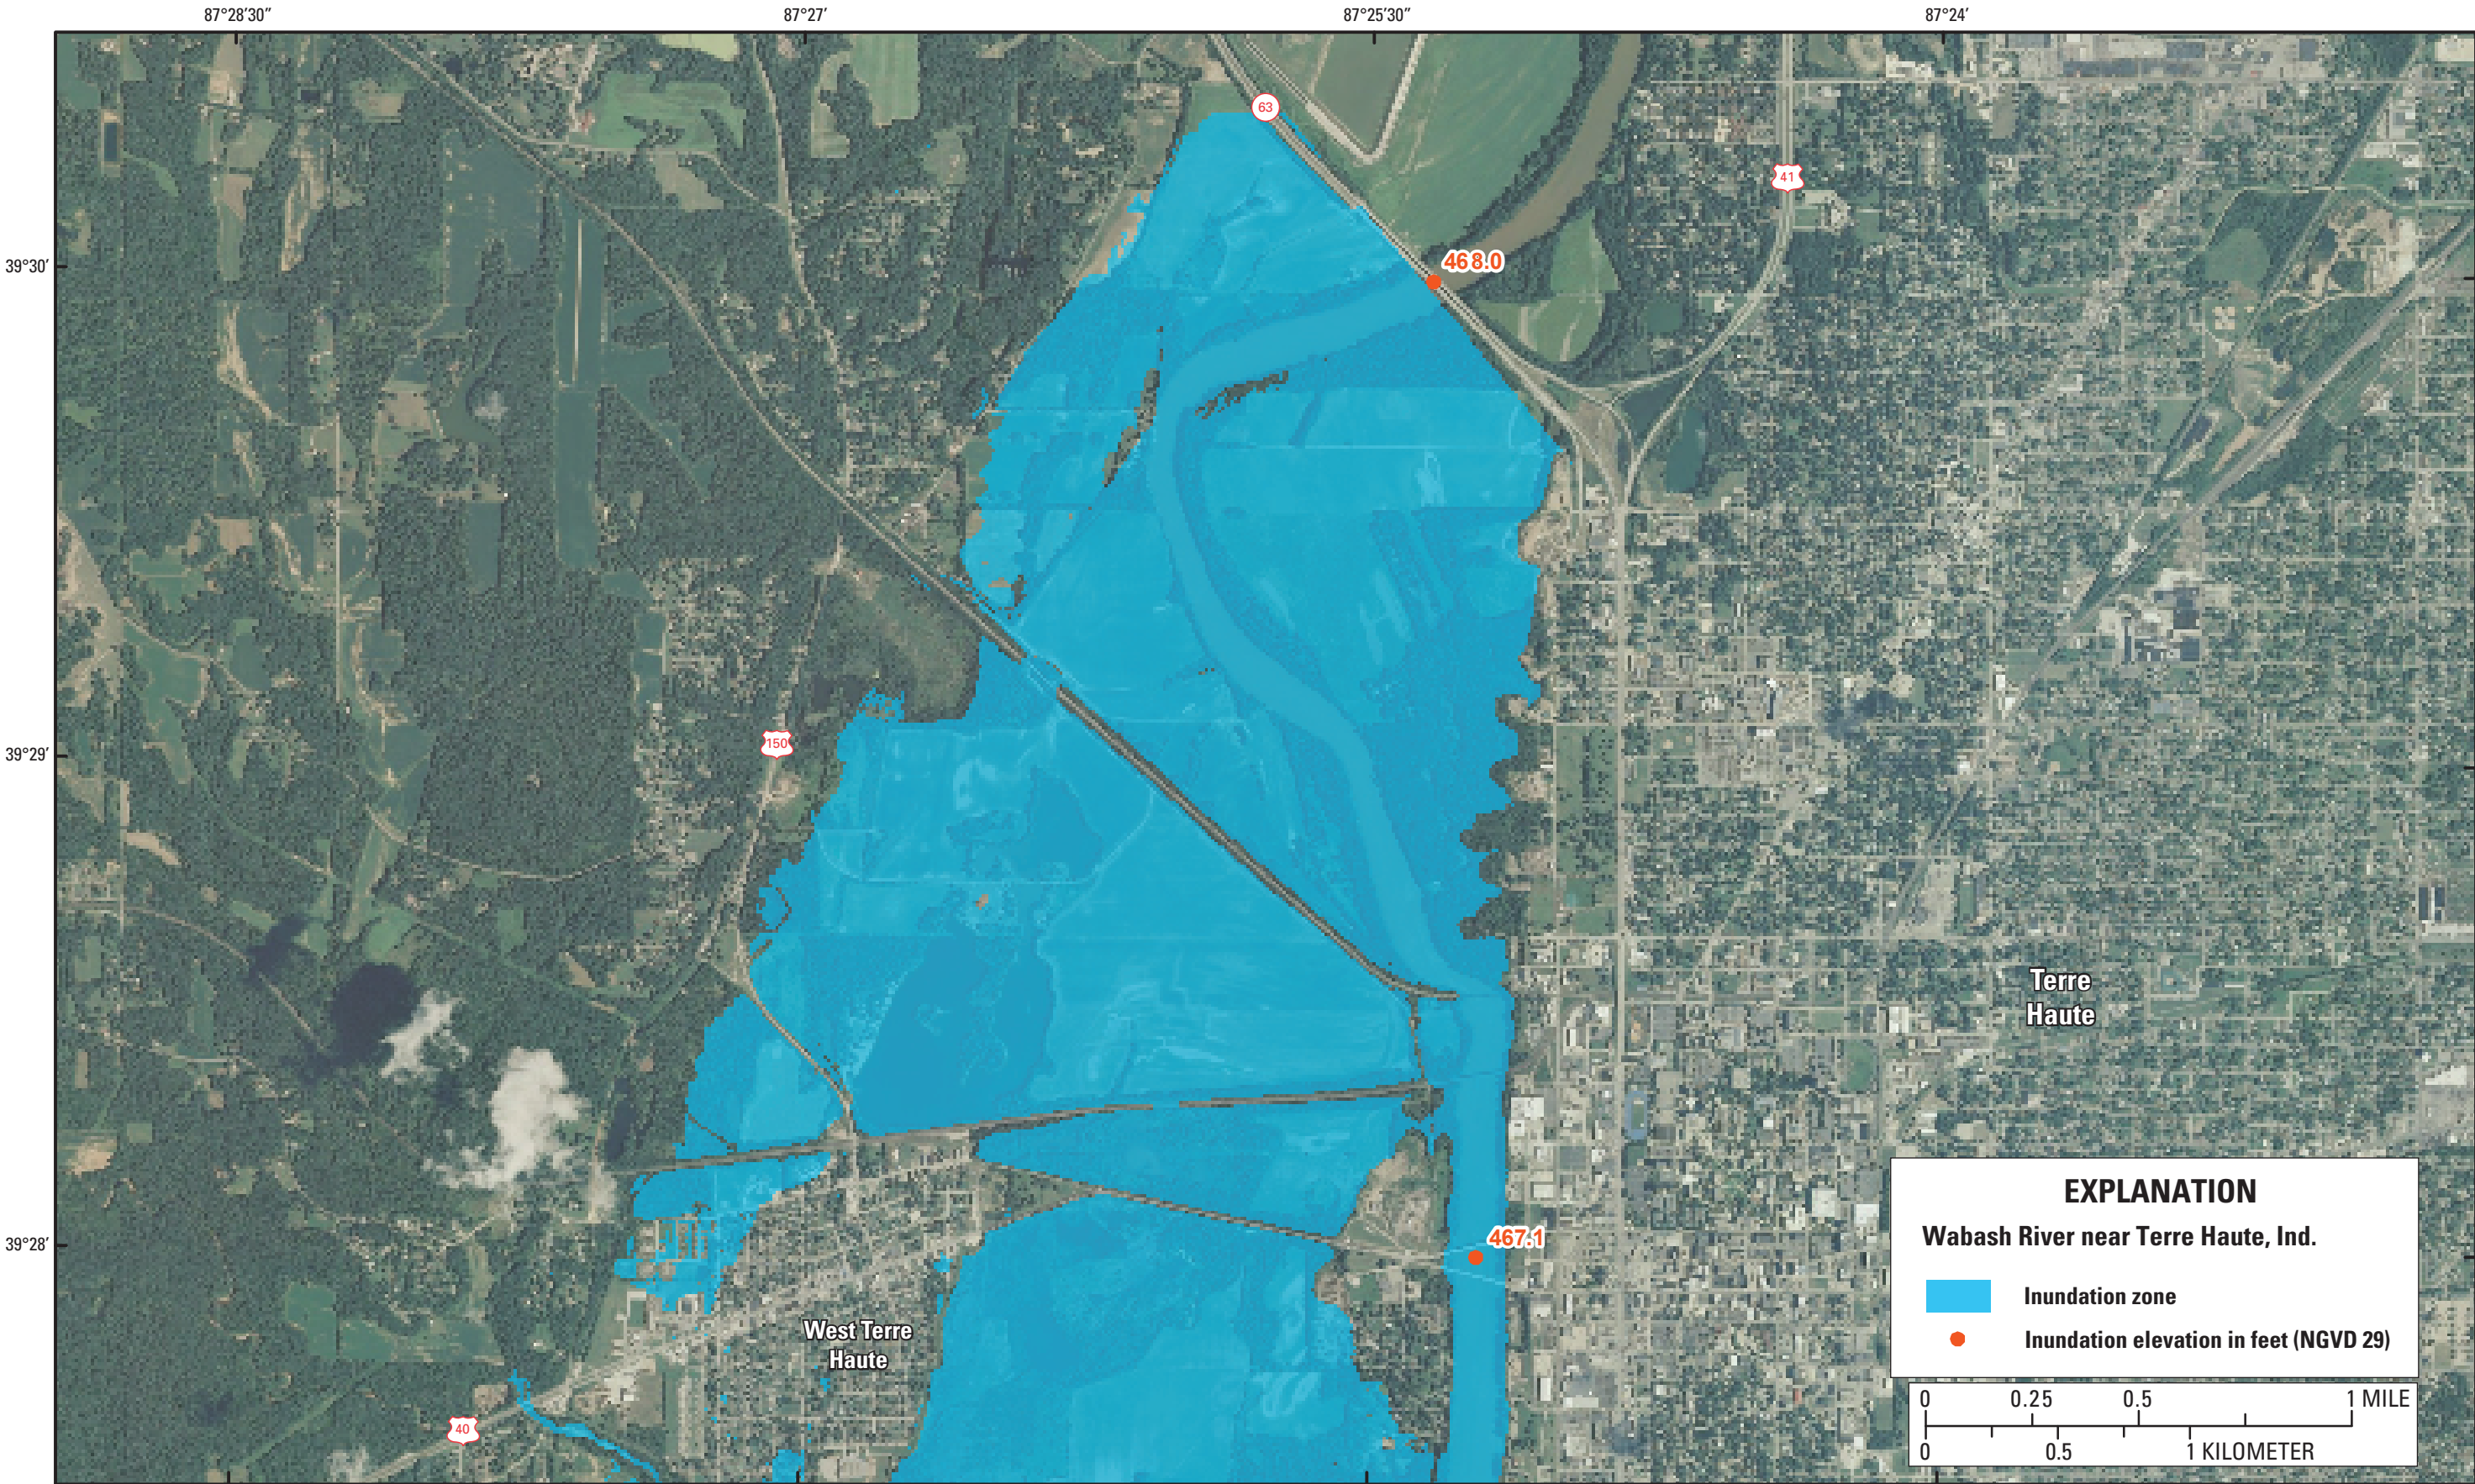 87°28'30"
87°27'
87°25'30"
87°24'
63
41
39°30'
468.0
150
39°29'
Terre
Haute
39°28'
467.1
West Terre
Haute
40
EXPLANATION
Wabash River near Terre Haute, Ind.
Inundation zone
Inundation elevation in feet (NGVD 29)
0 0.25 0.5 1 MILE
0 0.5 1 KILOMETER